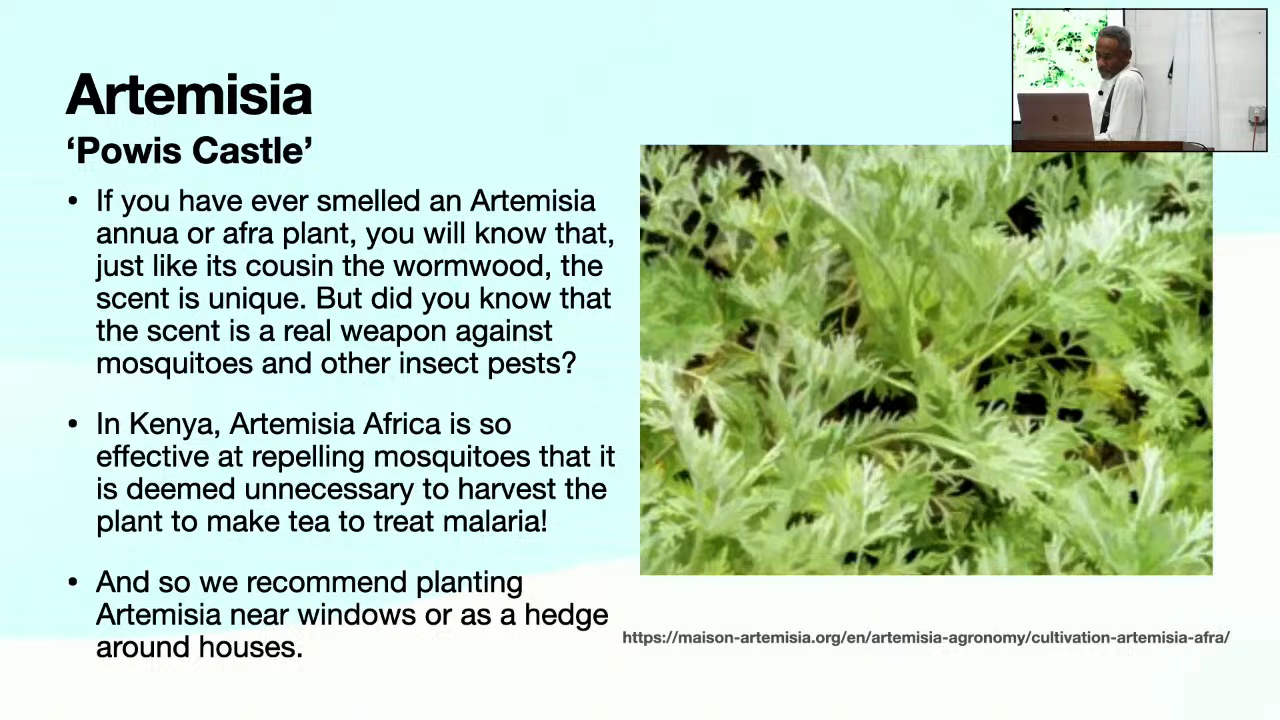 Artemisia
‘Powis Castle’
• If you have ever smelled an Artemisia
annua or afra plant, you will know that,
just like its cousin the wormwood, the
scent is unique. But did you know that
the scent is a real weapon against
mosquitoes and other insect pests?
• In Kenya, Artemisia Africa is so
effective at repelling mosquitoes that it
is deemed unnecessary to harvest the
plant to make tea to treat malaria!
• And so we recommend planting
Artemisia near windows or as a hedge
around houses.
https://maison-artemisia.org/en/artemisia-agronomy/cultivation-artemisia-afra/